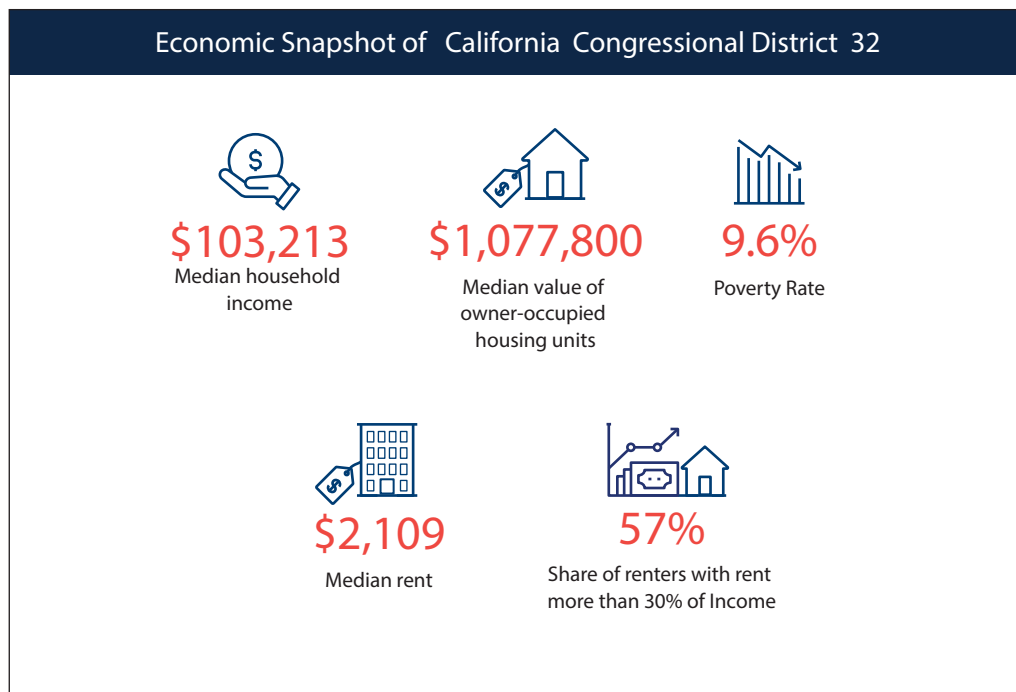 Economic Snapshot of California Congressional District 32
$
$
$103,213
Median household
income
$1,077,800
Median value of
owner-occupied
housing units
9.6%
Poverty Rate
$
$2,109
Median rent
57%
Share of renters with rent
more than 30% of Income